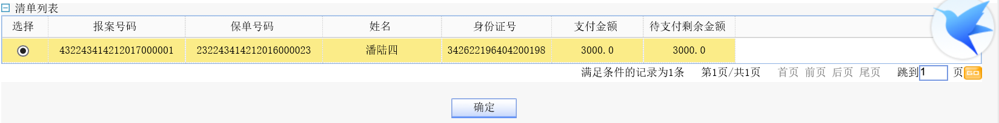 清单列表
选择 报案号码 保单号码 姓名 身份证号 支付金额 待支付剩余金额
432243414212017000001 232243414212016000023 潘陆四 342622196404200198 3000.0 3000.0
满足条件的记录为1条 第1页/共1页 首页 前页 后页 尾页 跳到 1 页 GO
确定